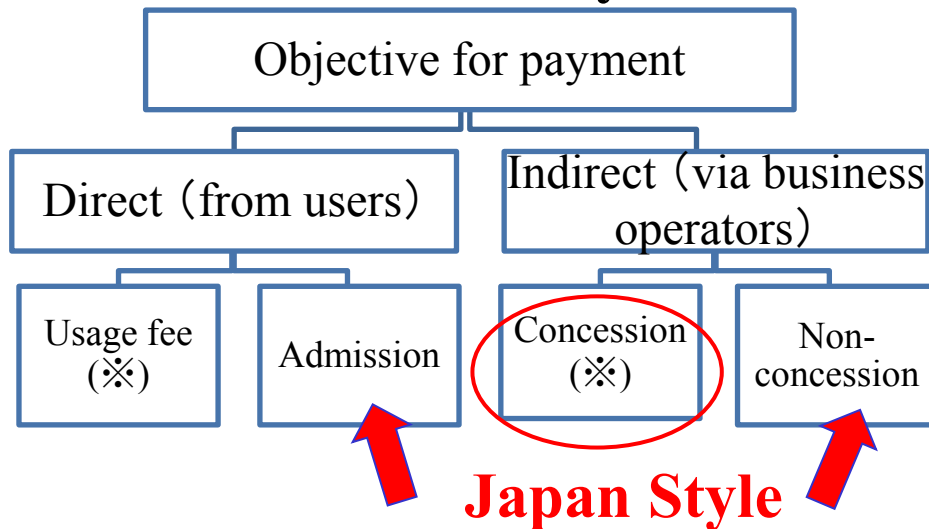 Objective for payment
Direct（from users）
Indirect（via business
operators）
Usage fee
(※)
Admission
Concession
(※)
Non-
concession
Japan Style